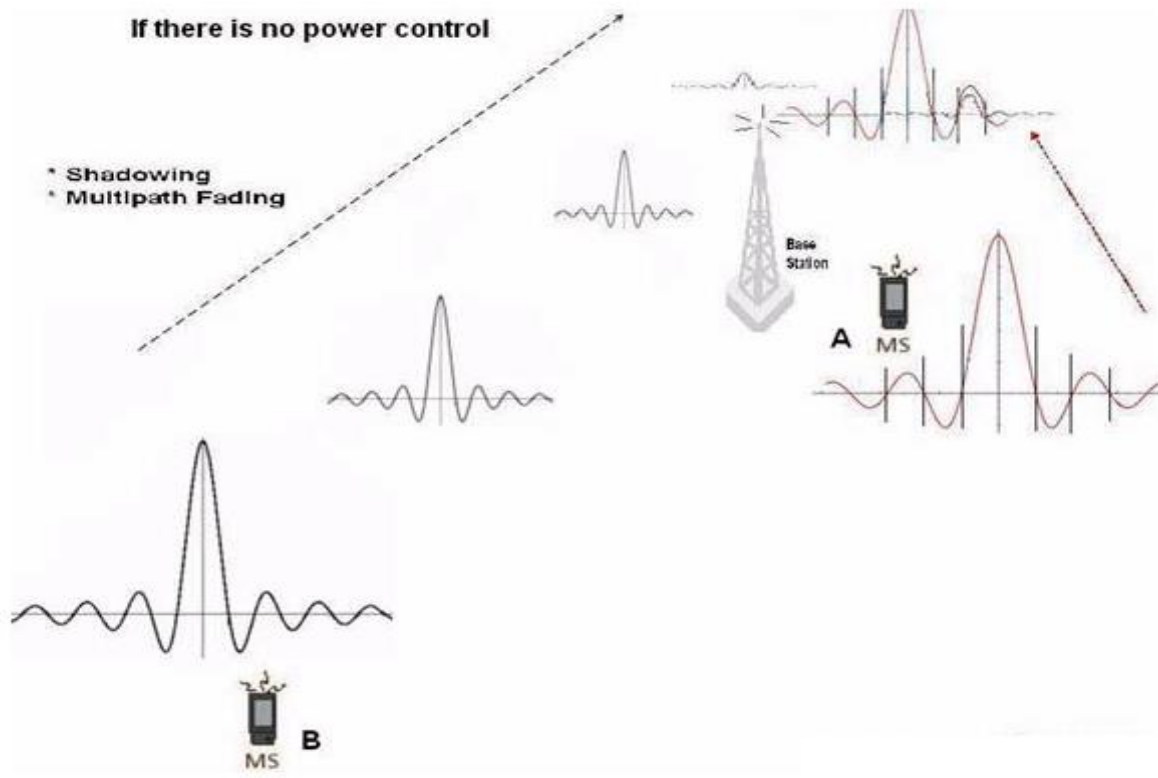 If there is no power control
* Shadowing
* Multipath Fading
Base
Station
A
MS
B
MS